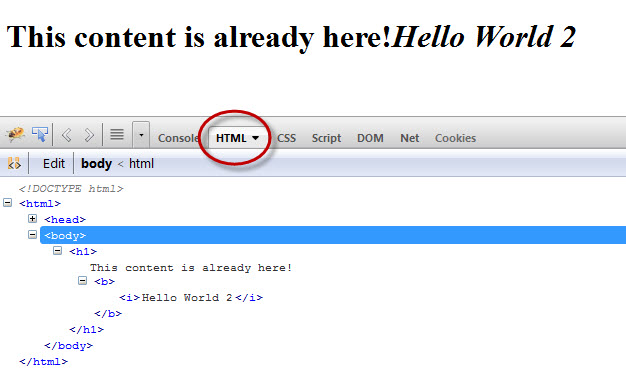 This content is already here!Hello World 2
Console HTML CSS Script DOM Net Cookies
Edit body < html
<!DOCTYPE html>
<html>
<head>
<body>
<h1>
This content is already here!
<b>
<i>Hello World 2</i>
</b>
</h1>
</body>
</html>